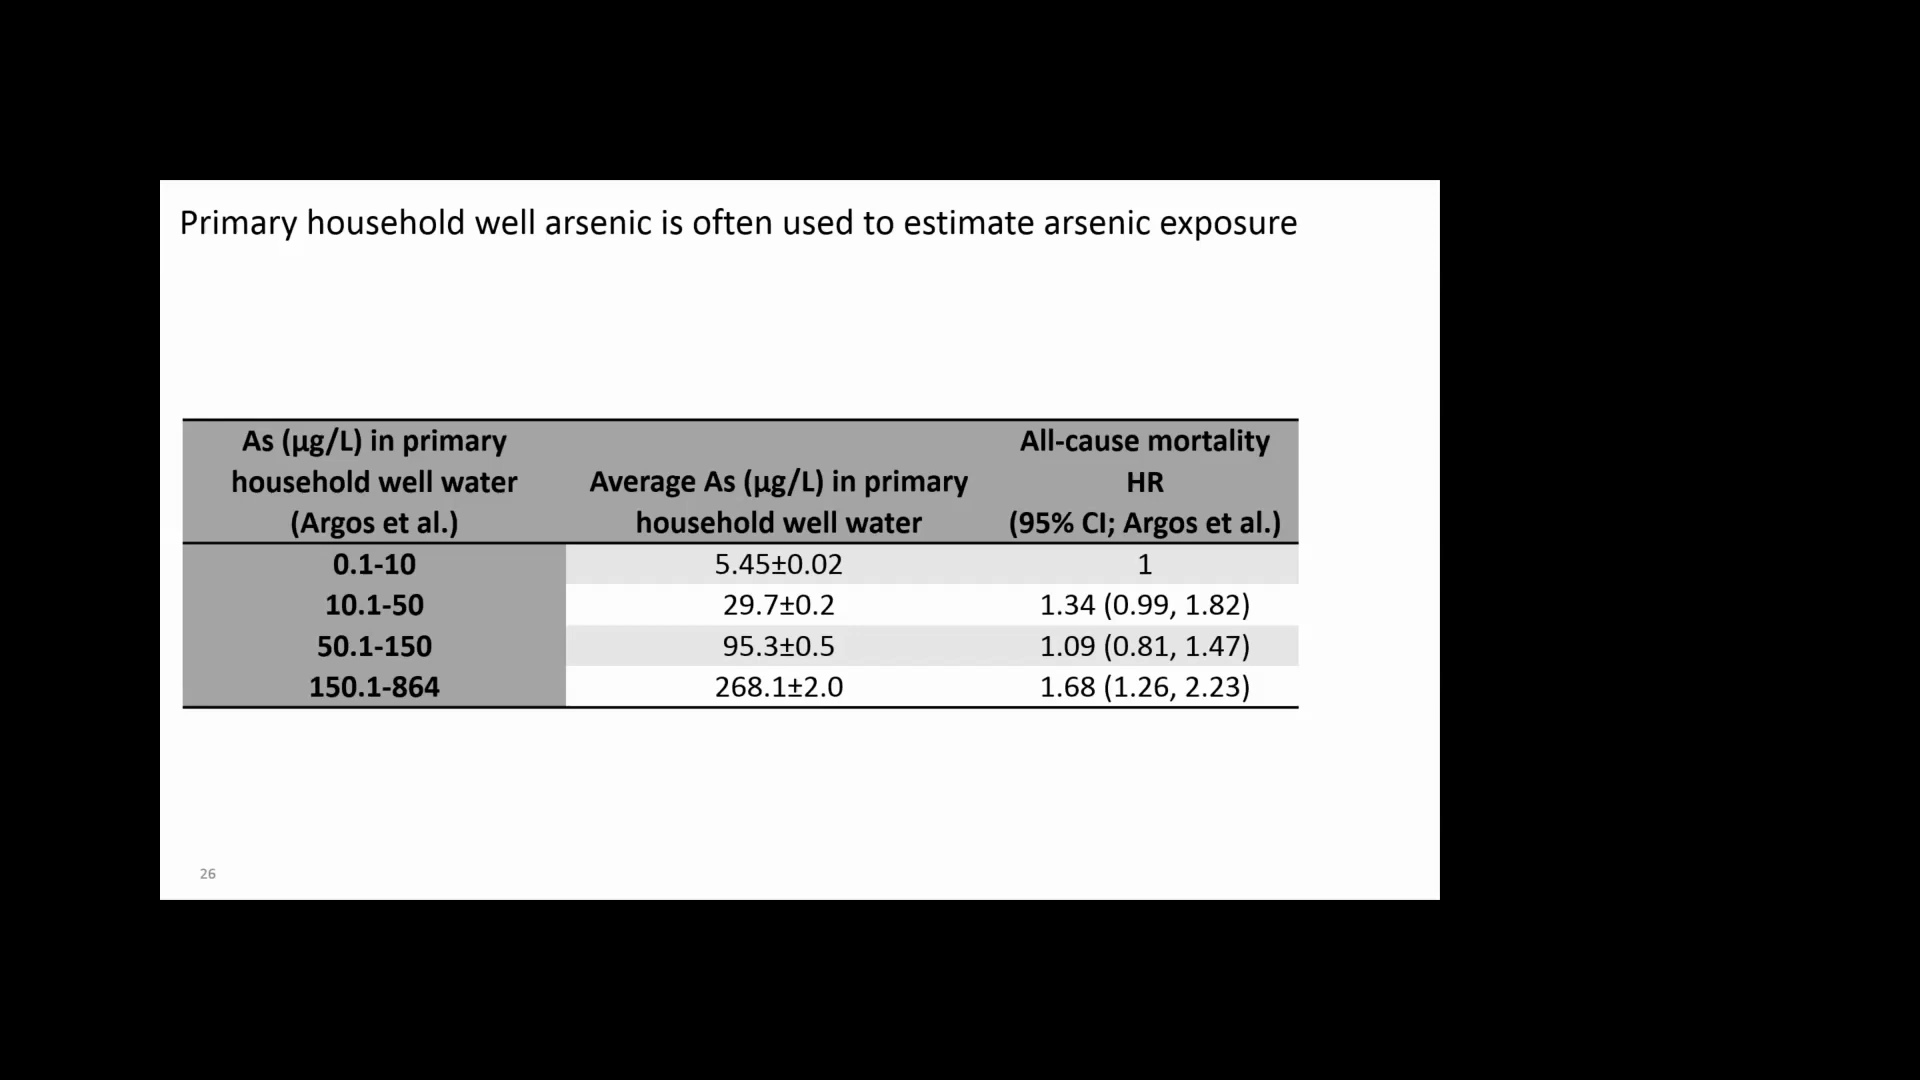 Primary household well arsenic is often used to estimate arsenic exposure
As (µg/L) in primary
household well water
(Argos et al.)
Average As (µg/L) in primary
household well water
All-cause mortality
HR
(95% CI; Argos et al.)
0.1-10 5.45±0.02 1
10.1-50 29.7±0.2 1.34 (0.99, 1.82)
50.1-150 95.3±0.5 1.09 (0.81, 1.47)
150.1-864 268.1±2.0 1.68 (1.26, 2.23)
26